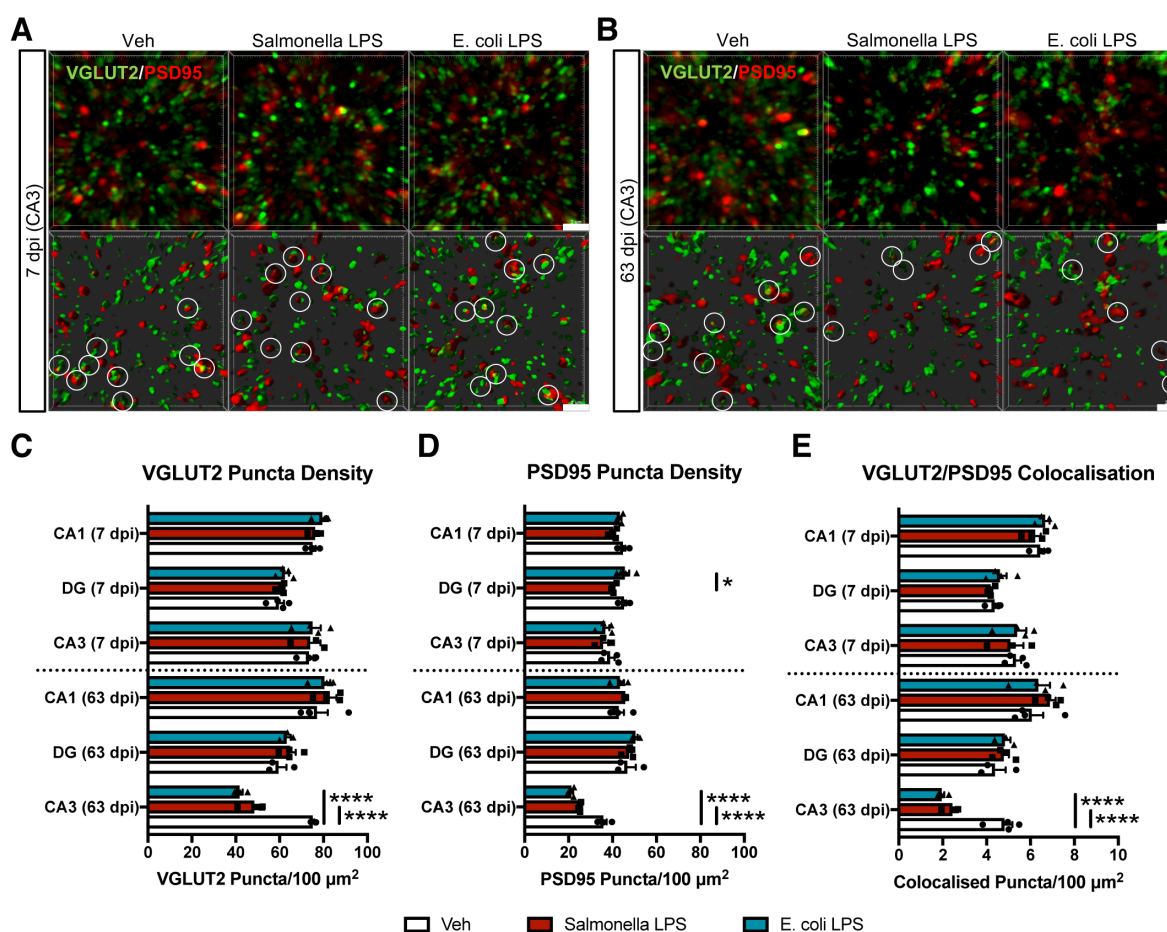 A
Veh
Salmonella LPS
E. coli LPS
VGLUT2/PSD95
7 dpi (CA3)
B
Veh
Salmonella LPS
E. coli LPS
VGLUT2/PSD95
63 dpi (CA3)
C
VGLUT2 Puncta Density
CA1 (7 dpi)
DG (7 dpi)
CA3 (7 dpi)
CA1 (63 dpi)
DG (63 dpi)
CA3 (63 dpi)
****
****
0 20 40 60 80 100
VGLUT2 Puncta/100 µm²
D
PSD95 Puncta Density
CA1 (7 dpi)
DG (7 dpi)
*
CA3 (7 dpi)
CA1 (63 dpi)
DG (63 dpi)
CA3 (63 dpi)
****
****
0 20 40 60 80 100
PSD95 Puncta/100 µm²
E
VGLUT2/PSD95 Colocalisation
CA1 (7 dpi)
DG (7 dpi)
CA3 (7 dpi)
CA1 (63 dpi)
DG (63 dpi)
CA3 (63 dpi)
****
****
0 2 4 6 8 10
Colocalised Puncta/100 µm²
Veh
Salmonella LPS
E. coli LPS